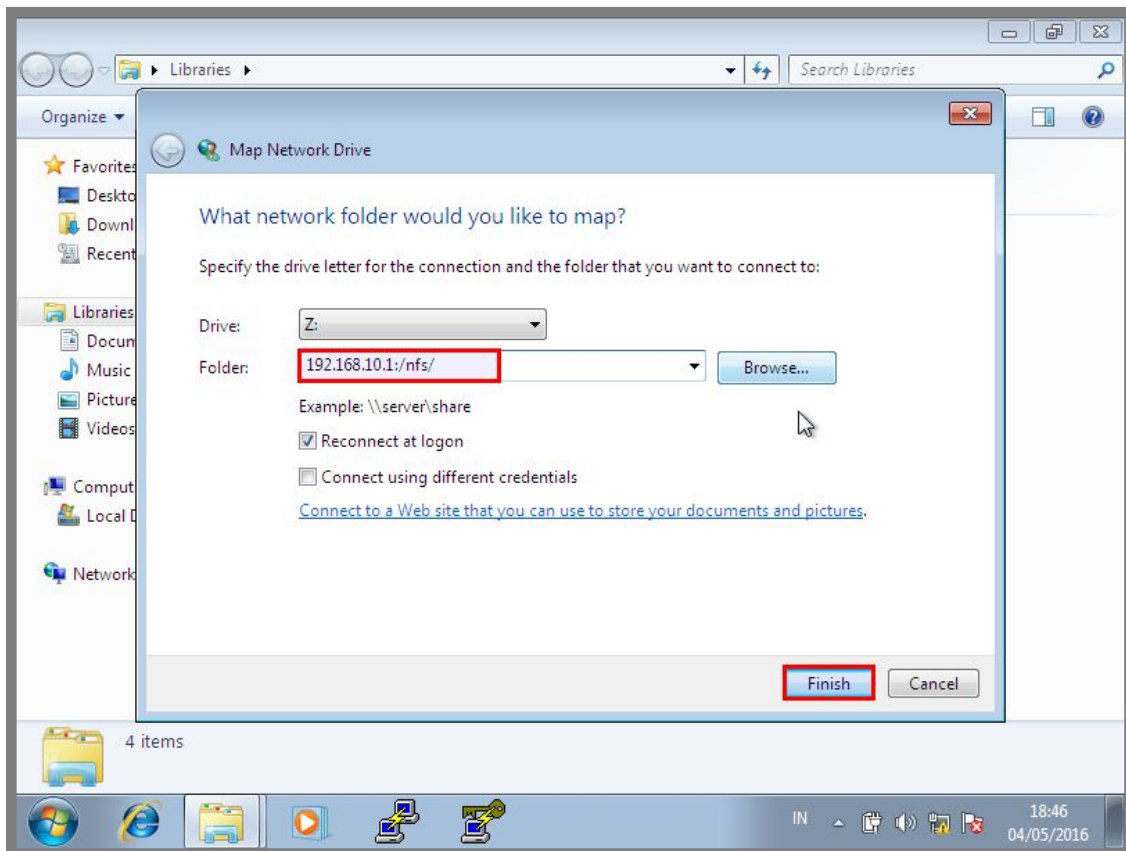 Libraries
Search Libraries
Organize
Map Network Drive
Favorites
Deskto
Downl
Recent
Libraries
Docum
Music
Picture
Videos
Comput
Local D
Network
What network folder would you like to map?
Specify the drive letter for the connection and the folder that you want to connect to:
Drive: Z:
Folder: 192.168.10.1:/nfs/ Browse...
Example: \\server\share
Reconnect at logon
Connect using different credentials
Connect to a Web site that you can use to store your documents and pictures.
Finish Cancel
4 items
IN 18:46
04/05/2016